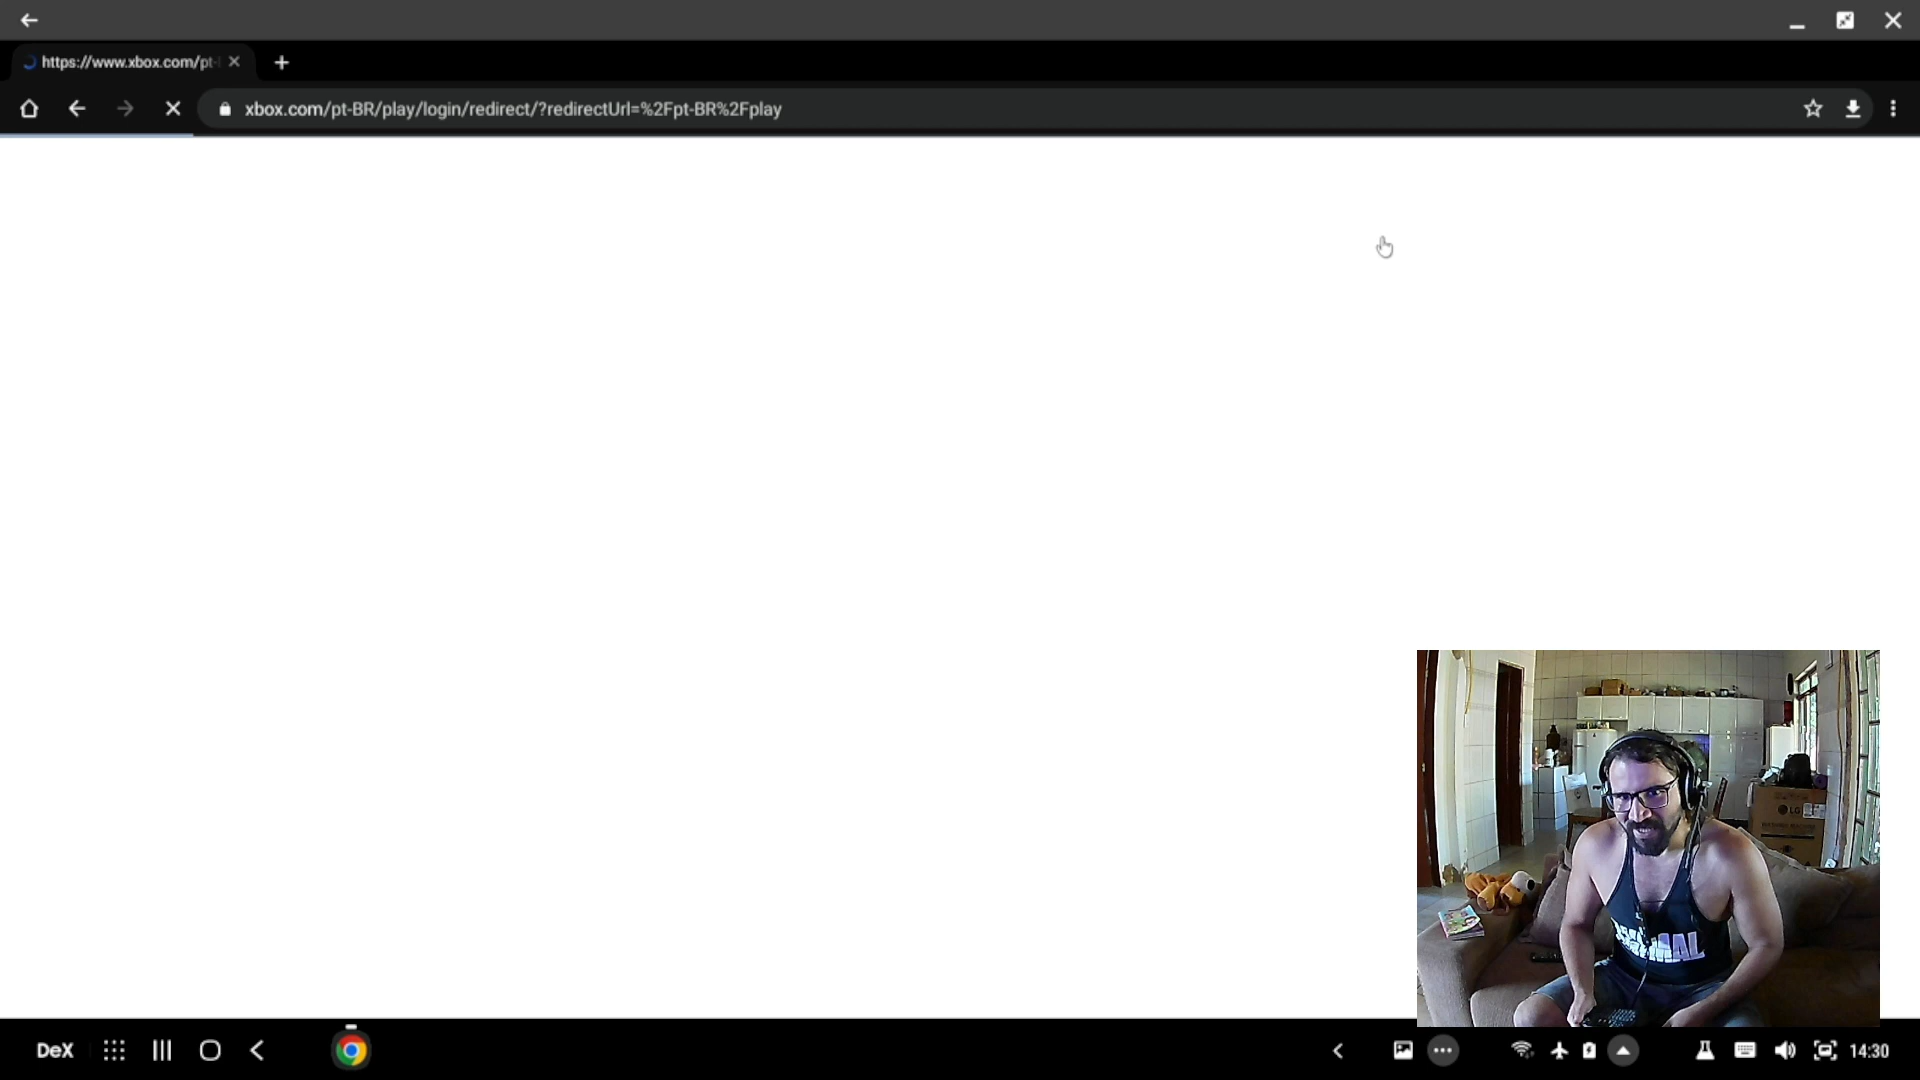 https://www.xbox.com/pt-
xbox.com/pt-BR/play/login/redirect/?redirectUrl=%2Fpt-BR%2Fplay
LG
DeX
14:30